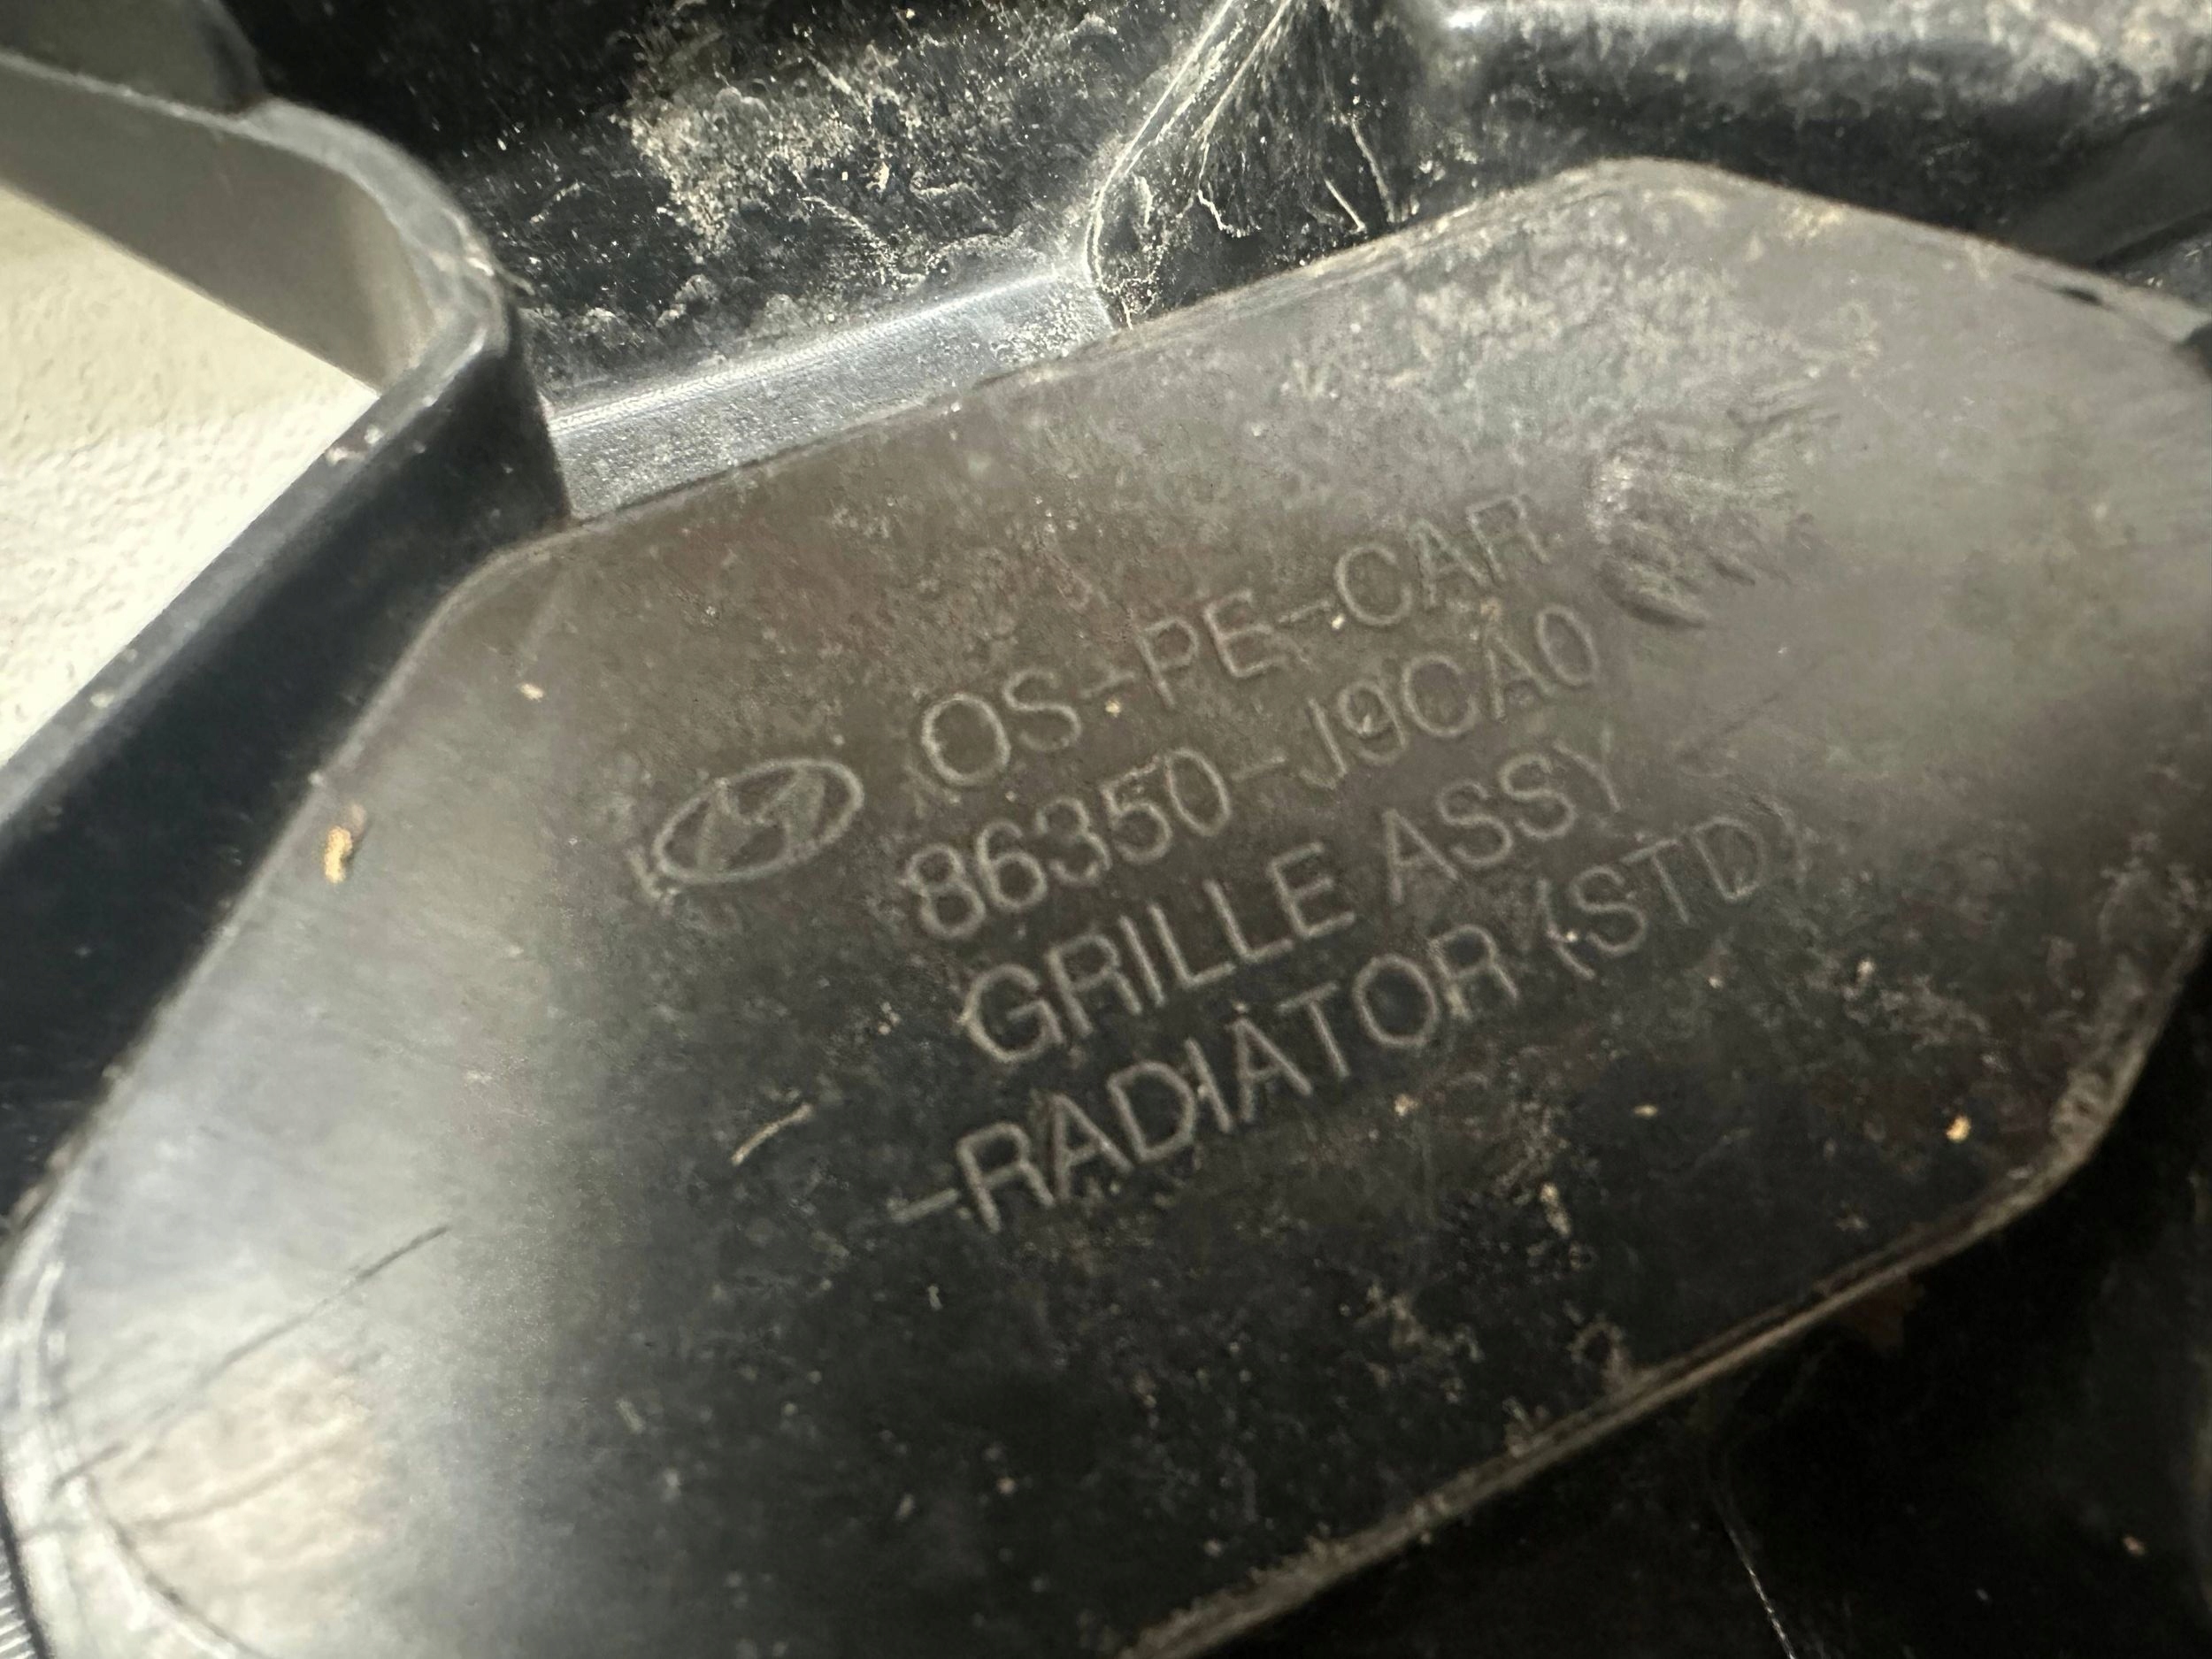 OS-PE-CAR
86350-J9CA0
GRILLE ASSY
-RADIATOR (STD)